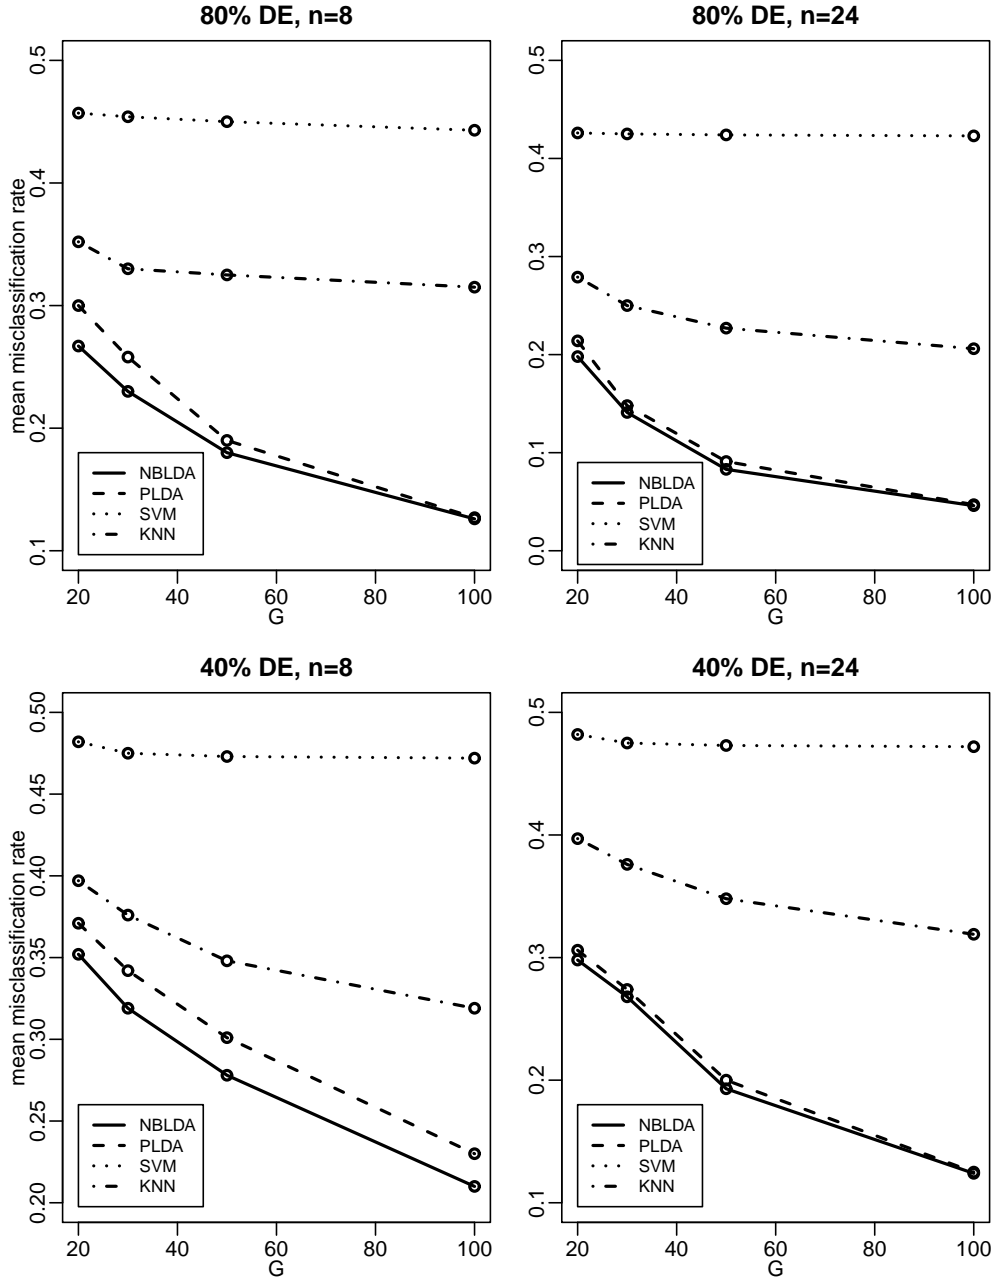 80% DE, n=8
mean misclassification rate
0.5
0.4
0.3
0.2
0.1
NBLDA
PLDA
SVM
KNN
20 40 60 80 100
G
80% DE, n=24
0.5
0.4
0.3
0.2
0.1
0.0
NBLDA
PLDA
SVM
KNN
20 40 60 80 100
G
40% DE, n=8
mean misclassification rate
0.50
0.45
0.40
0.35
0.30
0.25
0.20
NBLDA
PLDA
SVM
KNN
20 40 60 80 100
G
40% DE, n=24
0.5
0.4
0.3
0.2
0.1
NBLDA
PLDA
SVM
KNN
20 40 60 80 100
G